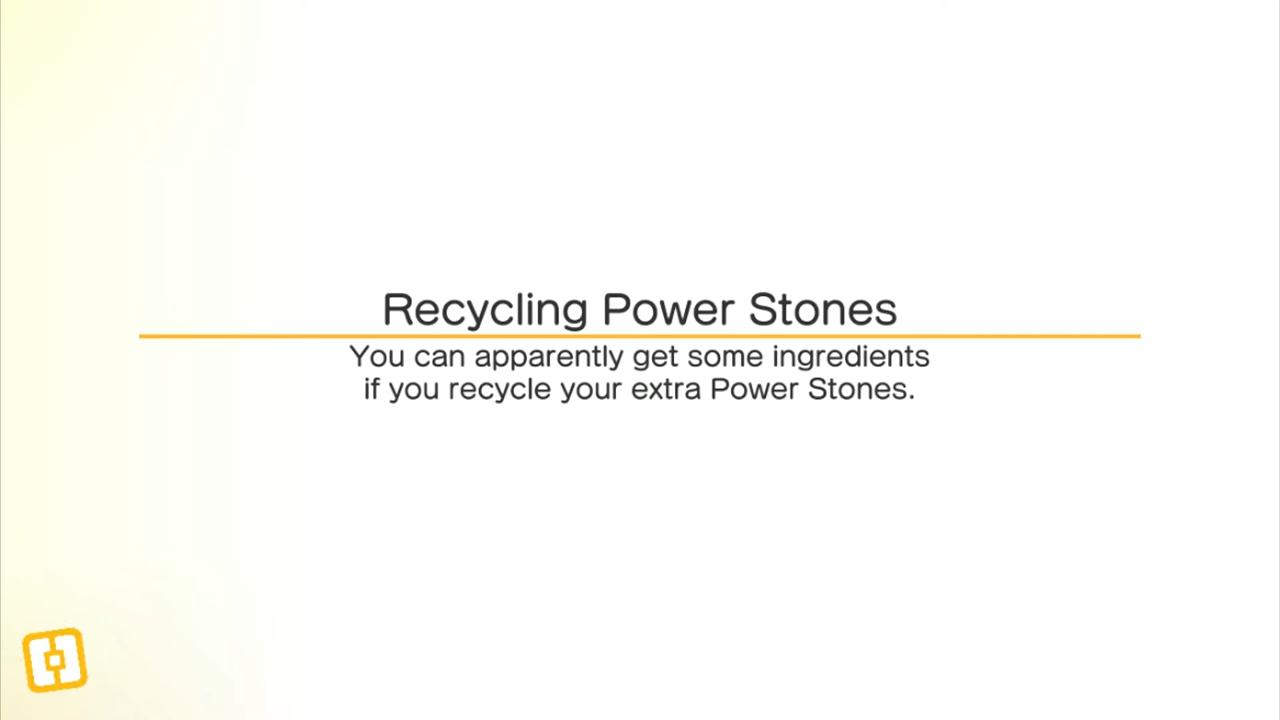 Recycling Power Stones
You can apparently get some ingredients
if you recycle your extra Power Stones.